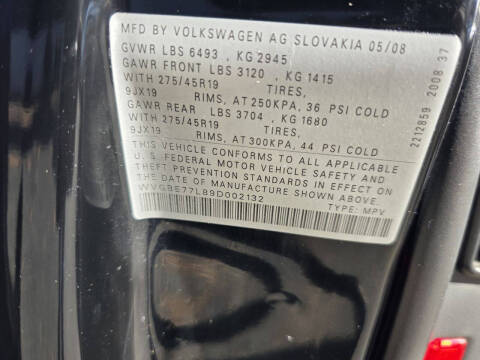 MFD BY VOLKSWAGEN AG SLOVAKIA 05/08
GVWR LBS 6493 , KG 2945
GAWR FRONT LBS 3120 , KG 1415
WITH 275/45R19 TIRES,
9JX19 RIMS, AT 250KPA, 36 PSI COLD
GAWR REAR LBS 3704 , KG 1680
WITH 275/45R19 TIRES,
9JX19 RIMS, AT 300KPA, 44 PSI COLD
THIS VEHICLE CONFORMS TO ALL APPLICABLE
U.S. FEDERAL MOTOR VEHICLE SAFETY AND
THEFT PREVENTION STANDARDS IN EFFECT ON THE
DATE OF MANUFACTURE SHOWN ABOVE.
WVGBE77L89D002132
TYPE: MPV
2212859 2008 37